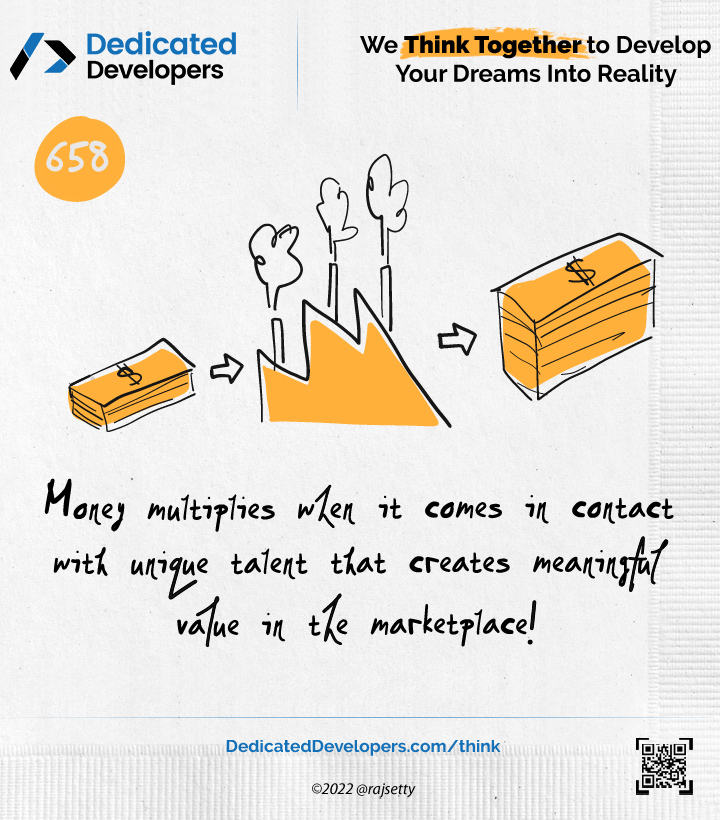 Dedicated
Developers
We Think Together to Develop
Your Dreams Into Reality
658
$
$
Money multiplies when it comes in contact
with unique talent that creates meaningful
value in the marketplace!
DedicatedDevelopers.com/think
©2022 @rajsetty